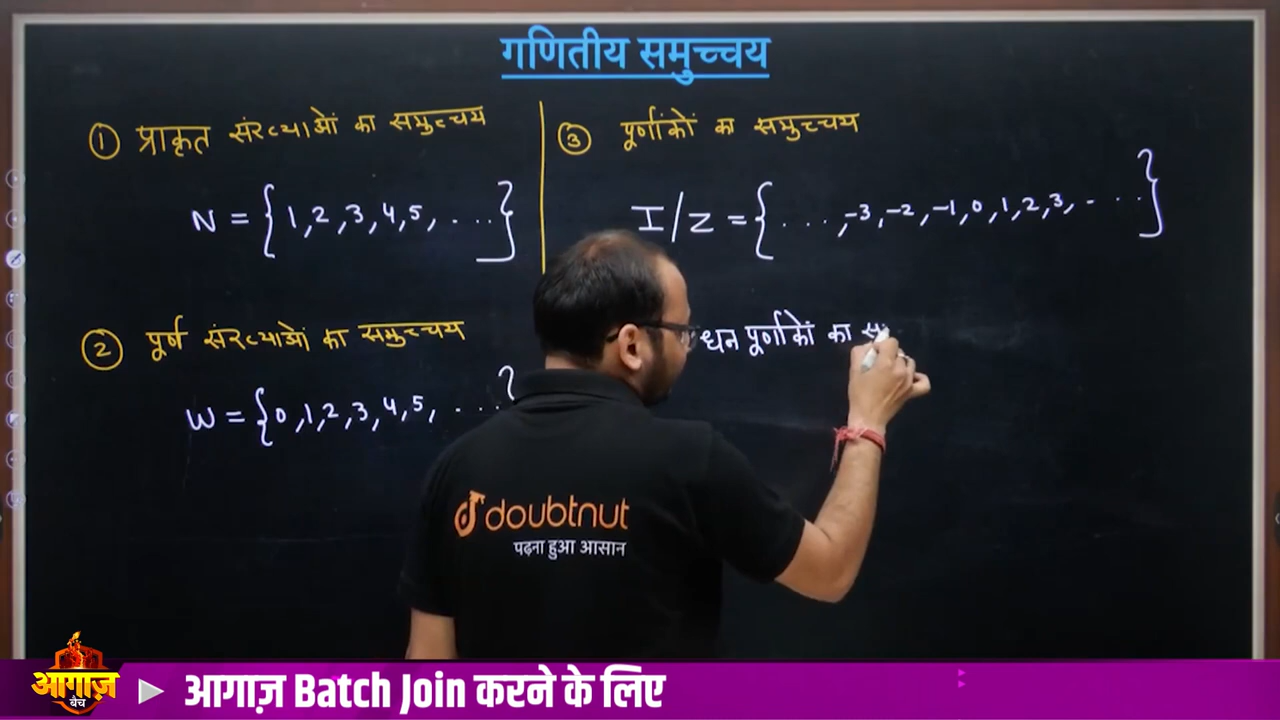 गणितीय समुच्चय
① प्राकृत संख्याओं का समुच्चय
N = {1,2,3,4,5, ....}
② पूर्ण संख्याओं का समुच्चय
W = {0,1,2,3,4,5, ....}
③ पूर्णांकों का समुच्चय
I/Z = {....,-3,-2,-1,0,1,2,3,....}
धन पूर्णांकों का
doubtnut
पढ़ना हुआ आसान
आगाज़
बैच
आगाज़ Batch Join करने के लिए